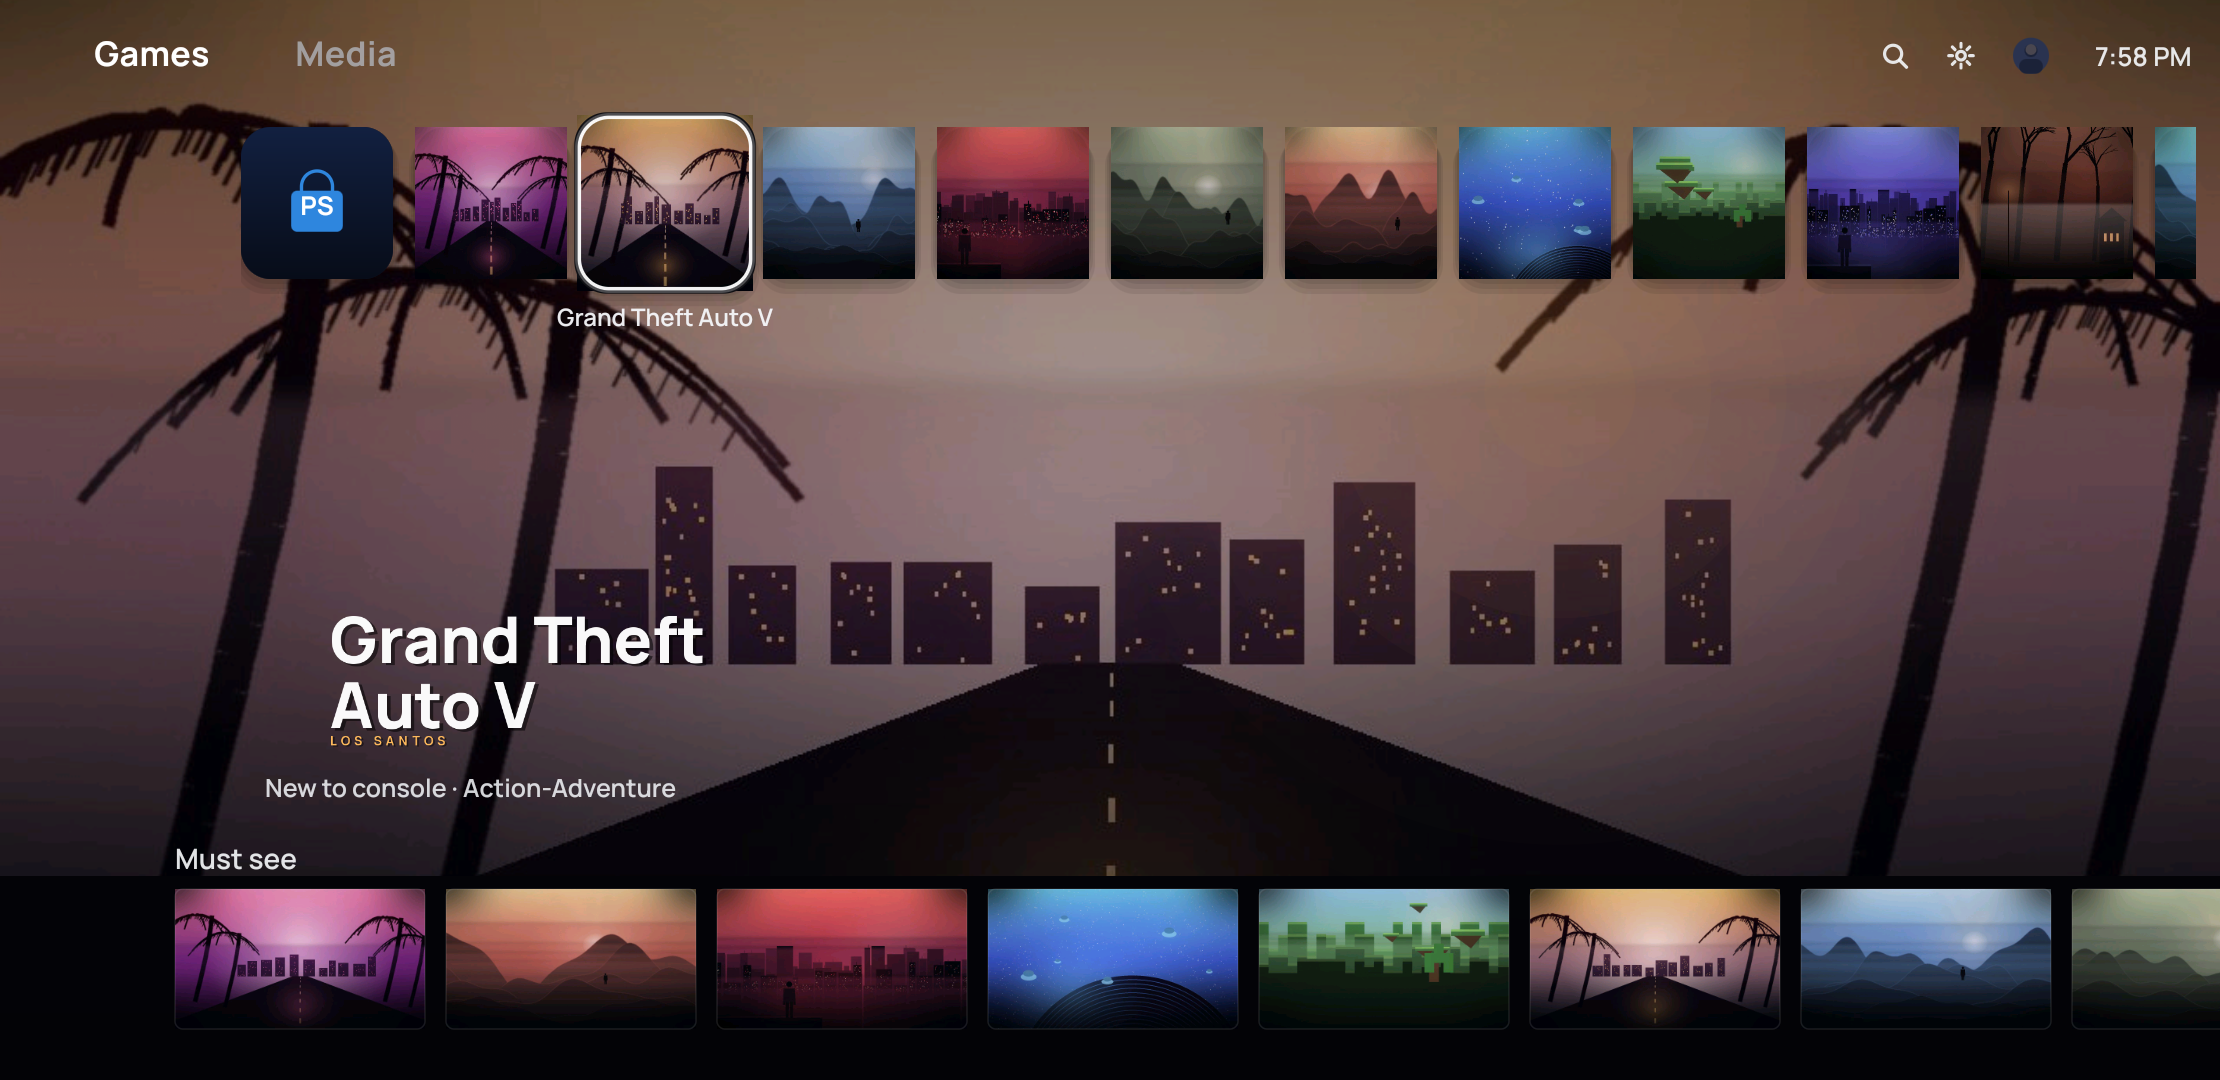 Games
Media
7:58 PM
PS
Grand Theft Auto V
Grand Theft
Auto V
LOS SANTOS
New to console · Action-Adventure
Must see